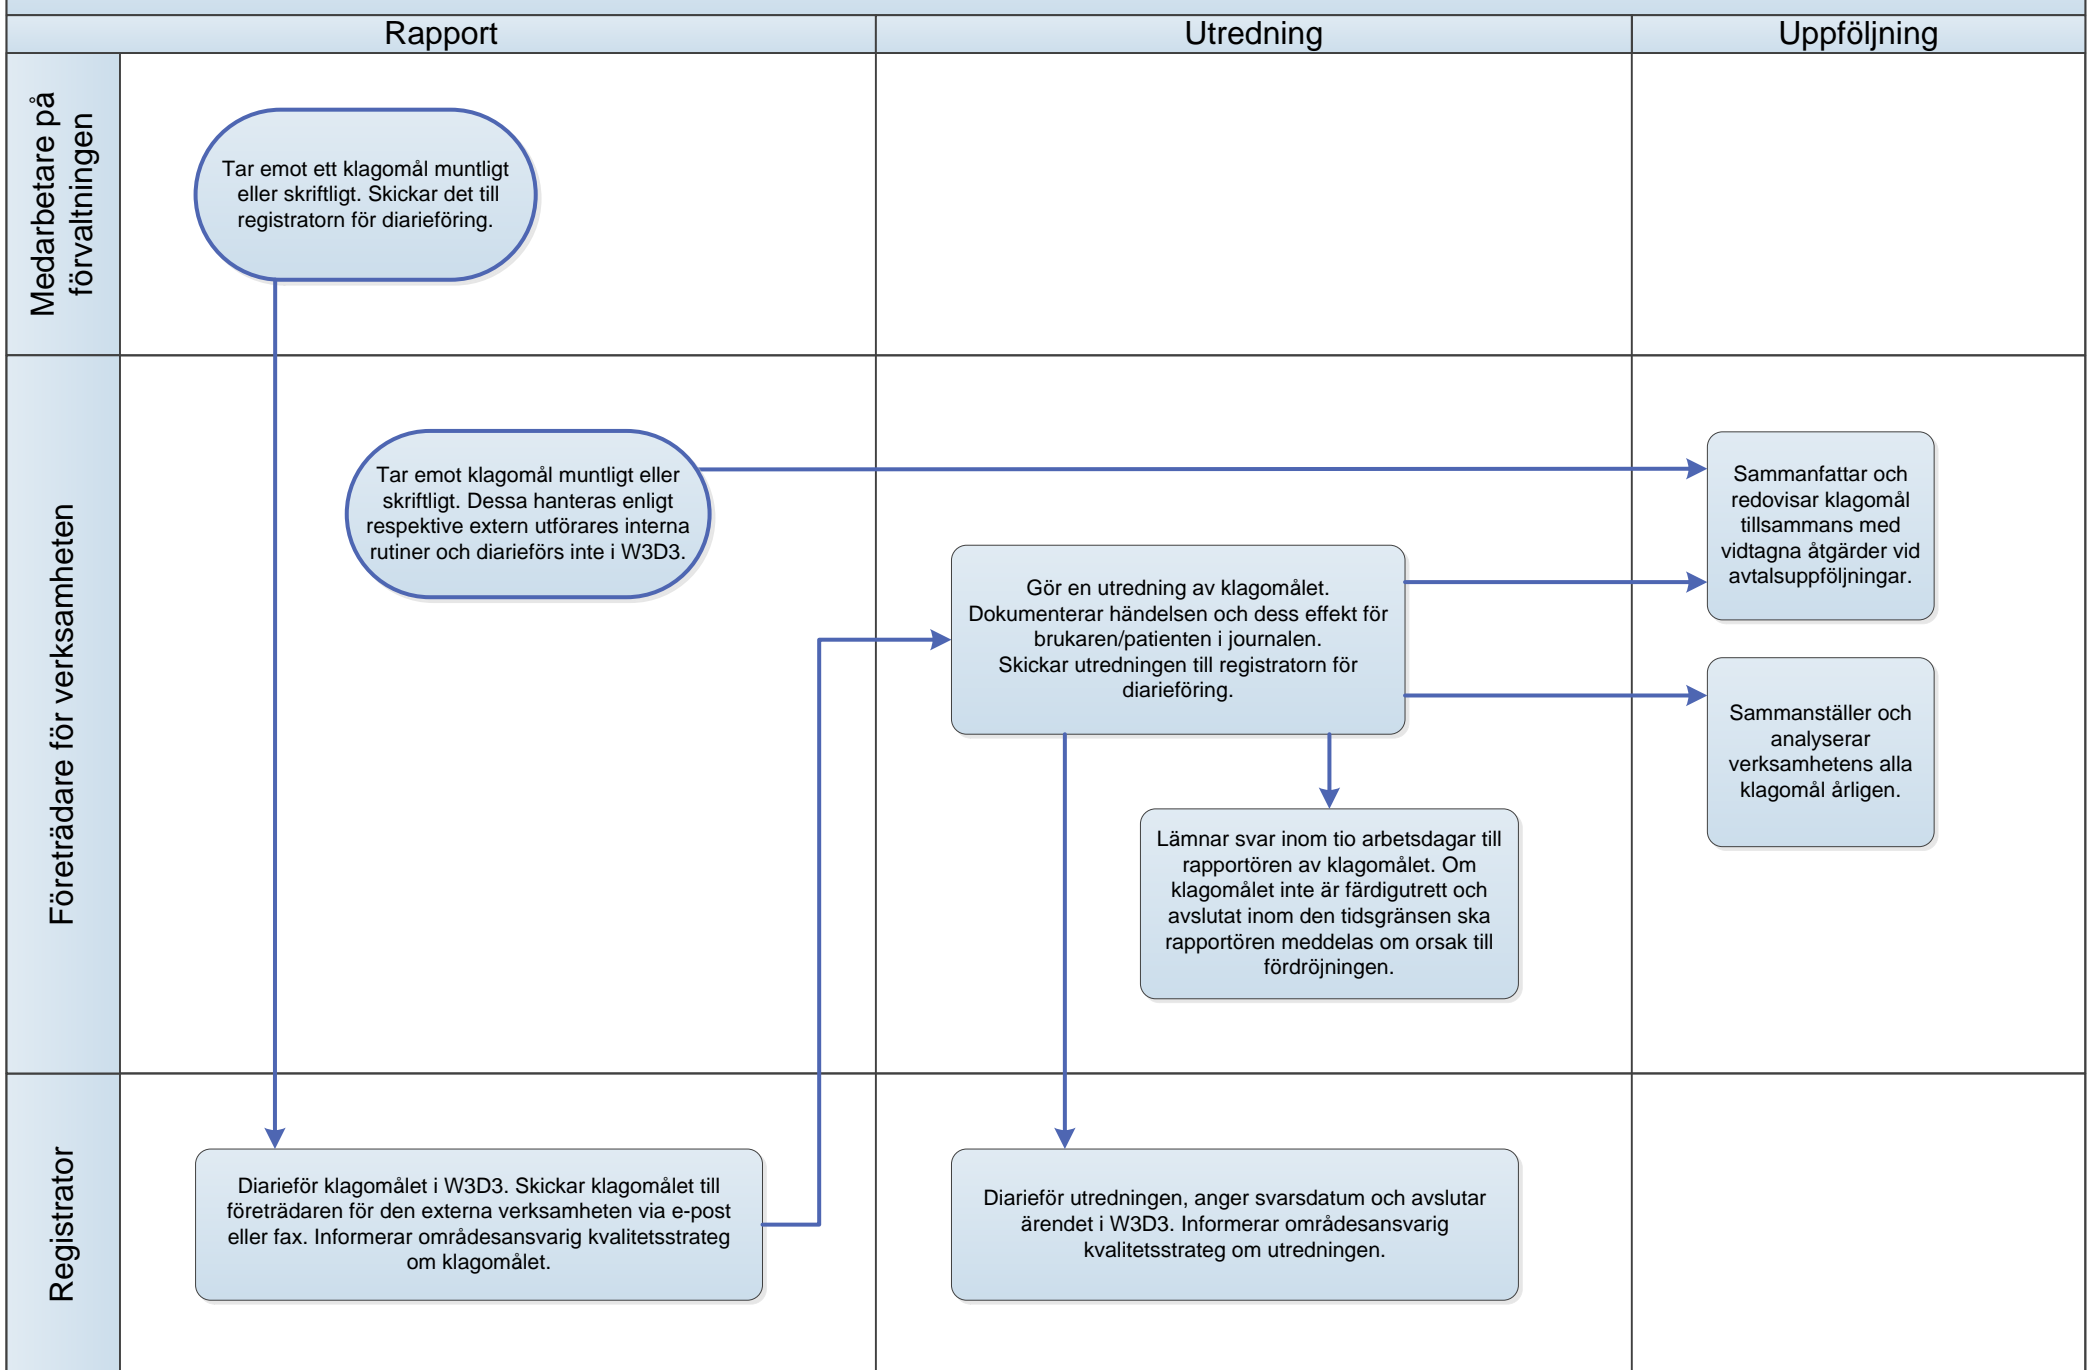 Rapport
Utredning
Uppföljning
Medarbetare på
förvaltningen
Tar emot ett klagomål muntligt
eller skriftligt. Skickar det till
registratorn för diarieföring.
Företrädare för verksamheten
Tar emot klagomål muntligt eller
skriftligt. Dessa hanteras enligt
respektive extern utförares interna
rutiner och diarieförs inte i W3D3.
Gör en utredning av klagomålet.
Dokumenterar händelsen och dess effekt för
brukaren/patienten i journalen.
Skickar utredningen till registratorn för
diarieföring.
Lämnar svar inom tio arbetsdagar till
rapportören av klagomålet. Om
klagomålet inte är färdigutrett och
avslutat inom den tidsgränsen ska
rapportören meddelas om orsak till
fördröjningen.
Sammanfattar och
redovisar klagomål
tillsammans med
vidtagna åtgärder vid
avtalsuppföljningar.
Sammanställer och
analyserar
verksamhetens alla
klagomål årligen.
Registrator
Diarieför klagomålet i W3D3. Skickar klagomålet till
företrädaren för den externa verksamheten via e-post
eller fax. Informerar områdesansvarig kvalitetsstrateg
om klagomålet.
Diarieför utredningen, anger svarsdatum och avslutar
ärendet i W3D3. Informerar områdesansvarig
kvalitetsstrateg om utredningen.